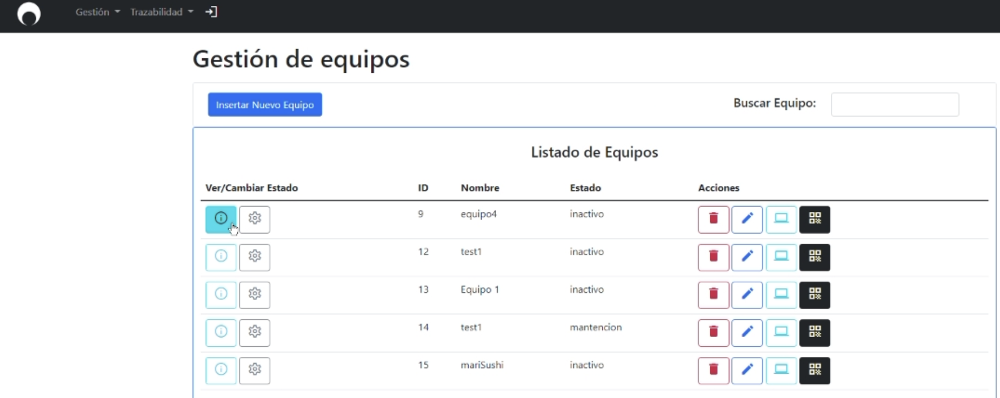 Gestión Trazabilidad
Gestión de equipos
Insertar Nuevo Equipo Buscar Equipo:
Listado de Equipos
Ver/Cambiar Estado ID Nombre Estado Acciones
9 equipo4 inactivo
12 test1 inactivo
13 Equipo 1 inactivo
14 test1 mantencion
15 mariSushi inactivo